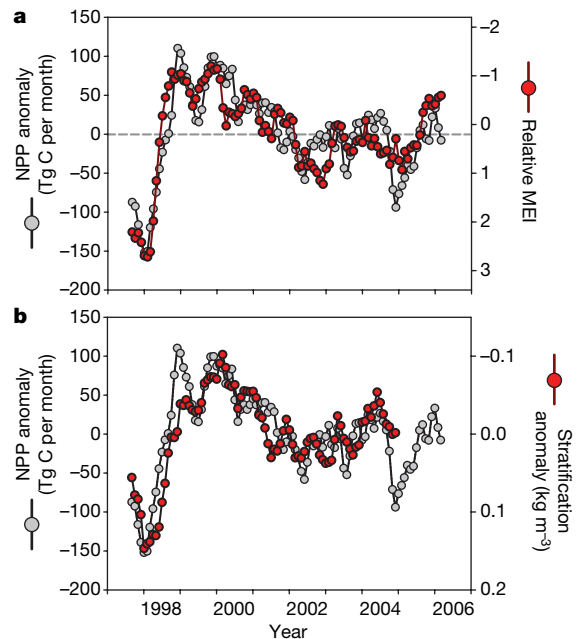 a
150
100
50
0
−50
−100
−150
−200
NPP anomaly
(Tg C per month)
−2
−1
0
1
2
3
Relative MEI
b
150
100
50
0
−50
−100
−150
−200
NPP anomaly
(Tg C per month)
−0.1
0.0
0.1
0.2
Stratification
anomaly (kg m⁻³)
1998 2000 2002 2004 2006
Year